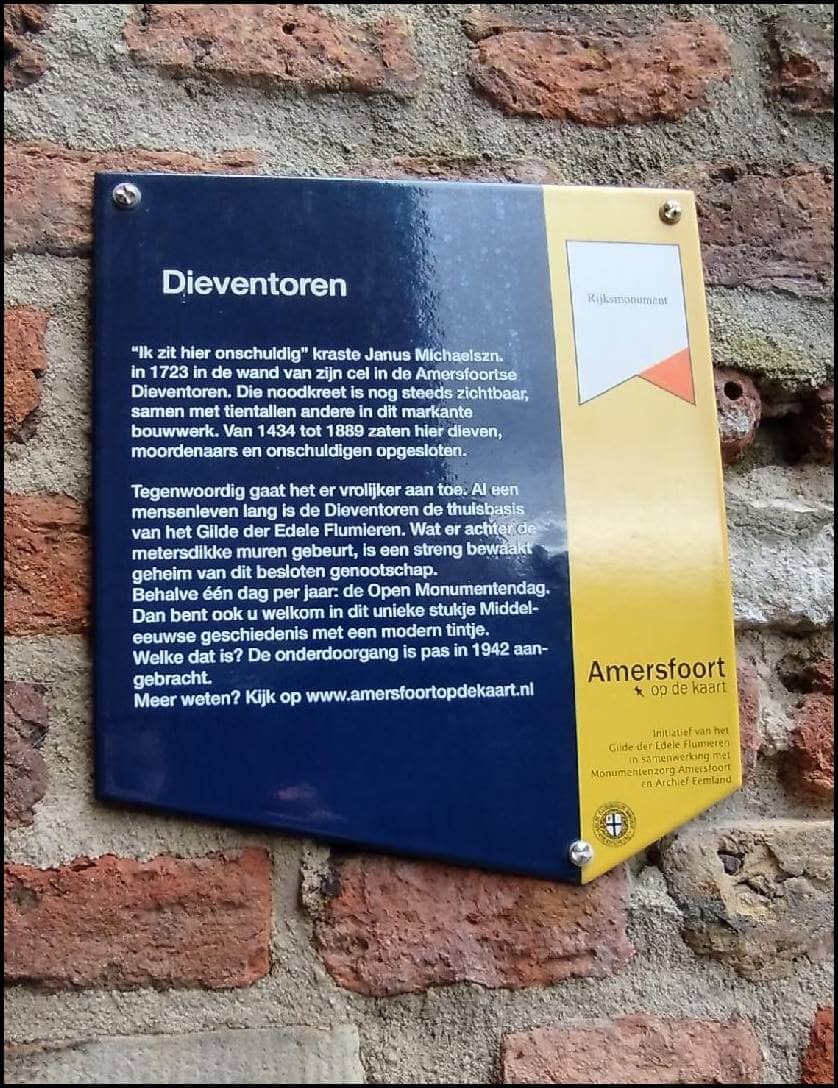 Dieventoren
"Ik zit hier onschuldig" kraste Janus Michaelszn.
in 1723 in de wand van zijn cel in de Amersfoortse
Dieventoren. Die noodkreet is nog steeds zichtbaar,
samen met tientallen andere in dit markante
bouwwerk. Van 1434 tot 1889 zaten hier dieven,
moordenaars en onschuldigen opgesloten.
Tegenwoordig gaat het er vrolijker aan toe. Al een
mensenleven lang is de Dieventoren de thuisbasis
van het Gilde der Edele Flumieren. Wat er achter de
metersdikke muren gebeurt, is een streng bewaakt
geheim van dit besloten genootschap.
Behalve één dag per jaar: de Open Monumentendag.
Dan bent ook u welkom in dit unieke stukje Middel-
eeuwse geschiedenis met een modern tintje.
Welke dat is? De onderdoorgang is pas in 1942 aan-
gebracht.
Meer weten? Kijk op www.amersfoortopdekaart.nl
Rijksmonument
Amersfoort
op de kaart
Initiatief van het
Gilde der Edele Flumieren
in samenwerking met
Monumentenzorg Amersfoort
en Archief Eemland